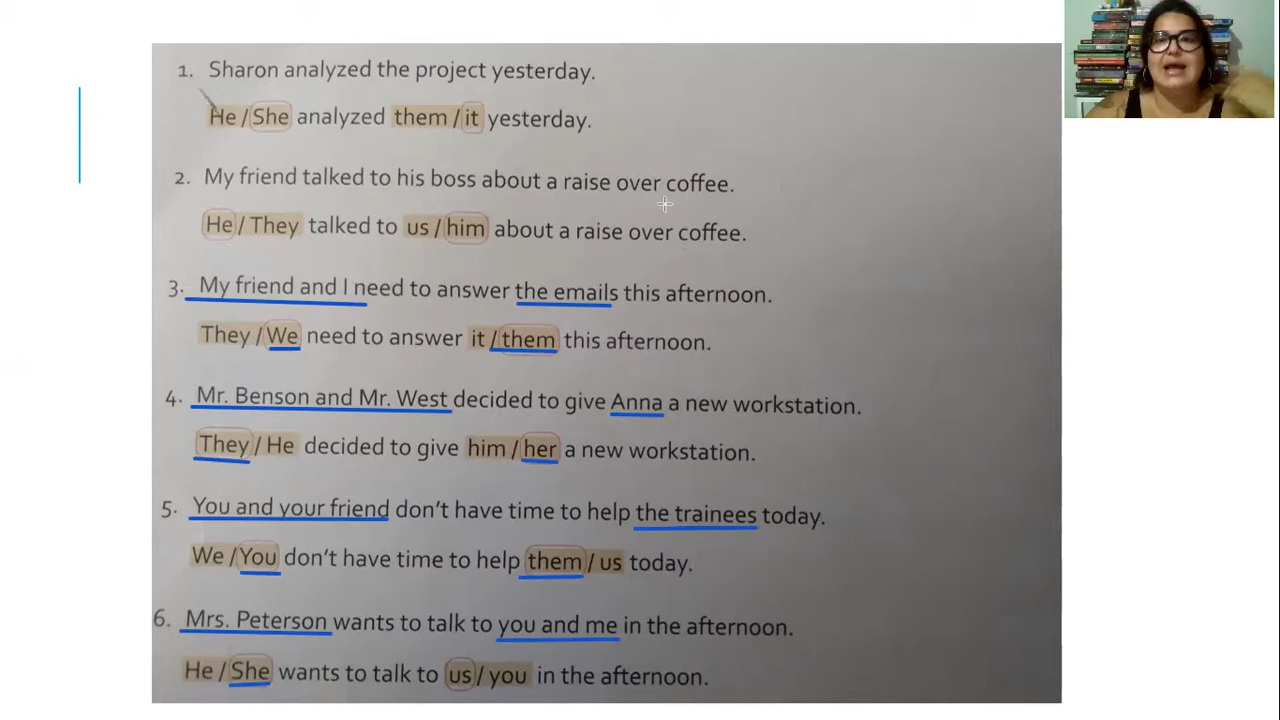 1. Sharon analyzed the project yesterday.
He / She analyzed them / it yesterday.
2. My friend talked to his boss about a raise over coffee.
He / They talked to us / him about a raise over coffee.
3. My friend and I need to answer the emails this afternoon.
They / We need to answer it / them this afternoon.
4. Mr. Benson and Mr. West decided to give Anna a new workstation.
They / He decided to give him / her a new workstation.
5. You and your friend don't have time to help the trainees today.
We / You don't have time to help them / us today.
6. Mrs. Peterson wants to talk to you and me in the afternoon.
He / She wants to talk to us / you in the afternoon.